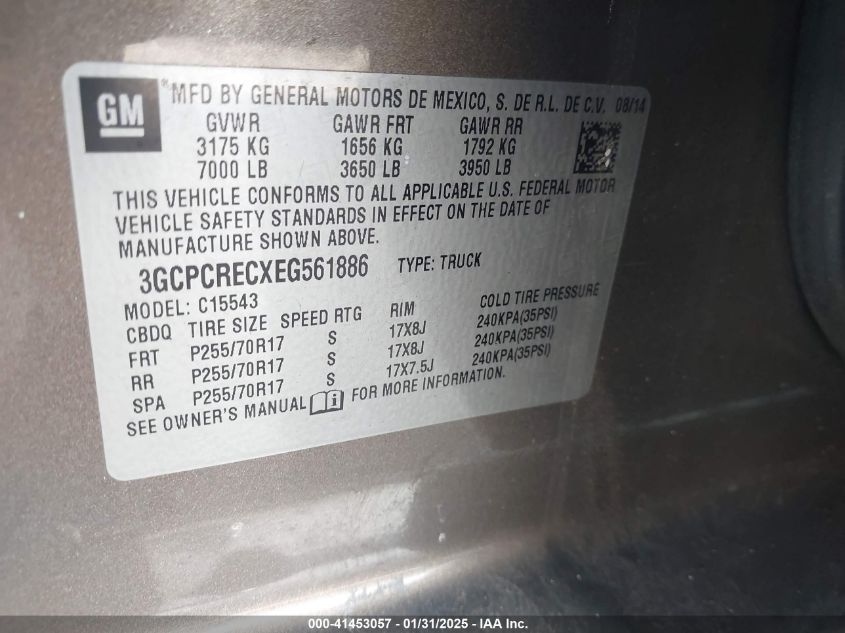 GM
®MFD BY GENERAL MOTORS DE MEXICO, S. DE R.L. DE C.V. 08/14
GVWR GAWR FRT GAWR RR
3175 KG 1656 KG 1792 KG
7000 LB 3650 LB 3950 LB
THIS VEHICLE CONFORMS TO ALL APPLICABLE U.S. FEDERAL MOTOR
VEHICLE SAFETY STANDARDS IN EFFECT ON THE DATE OF
MANUFACTURE SHOWN ABOVE.
3GCPCRECXEG561886 TYPE: TRUCK
MODEL: C15543
CBDQ TIRE SIZE SPEED RTG RIM COLD TIRE PRESSURE
FRT P255/70R17 S 17X8J 240KPA(35PSI)
RR P255/70R17 S 17X8J 240KPA(35PSI)
SPA P255/70R17 S 17X7.5J 240KPA(35PSI)
SEE OWNER'S MANUAL FOR MORE INFORMATION.
000-41453057 - 01/31/2025 - IAA Inc.